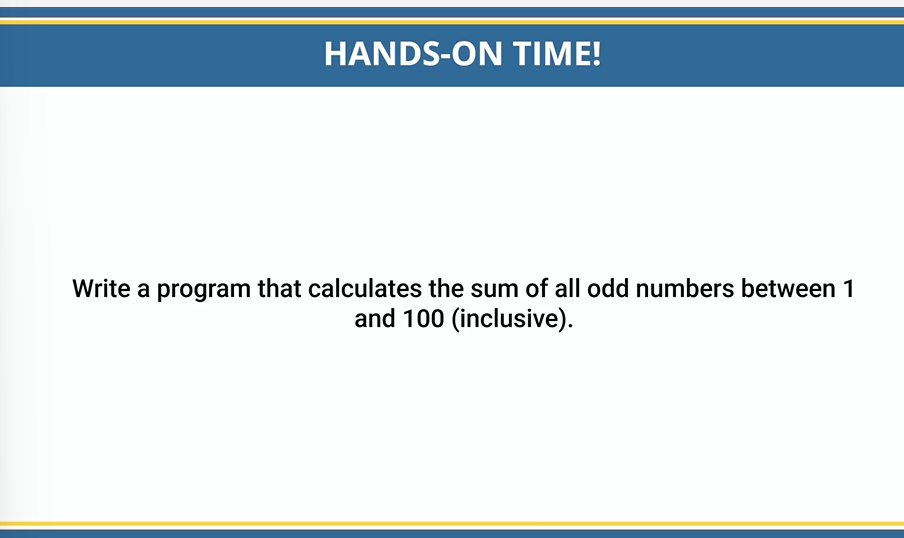 HANDS-ON TIME!
Write a program that calculates the sum of all odd numbers between 1
and 100 (inclusive).